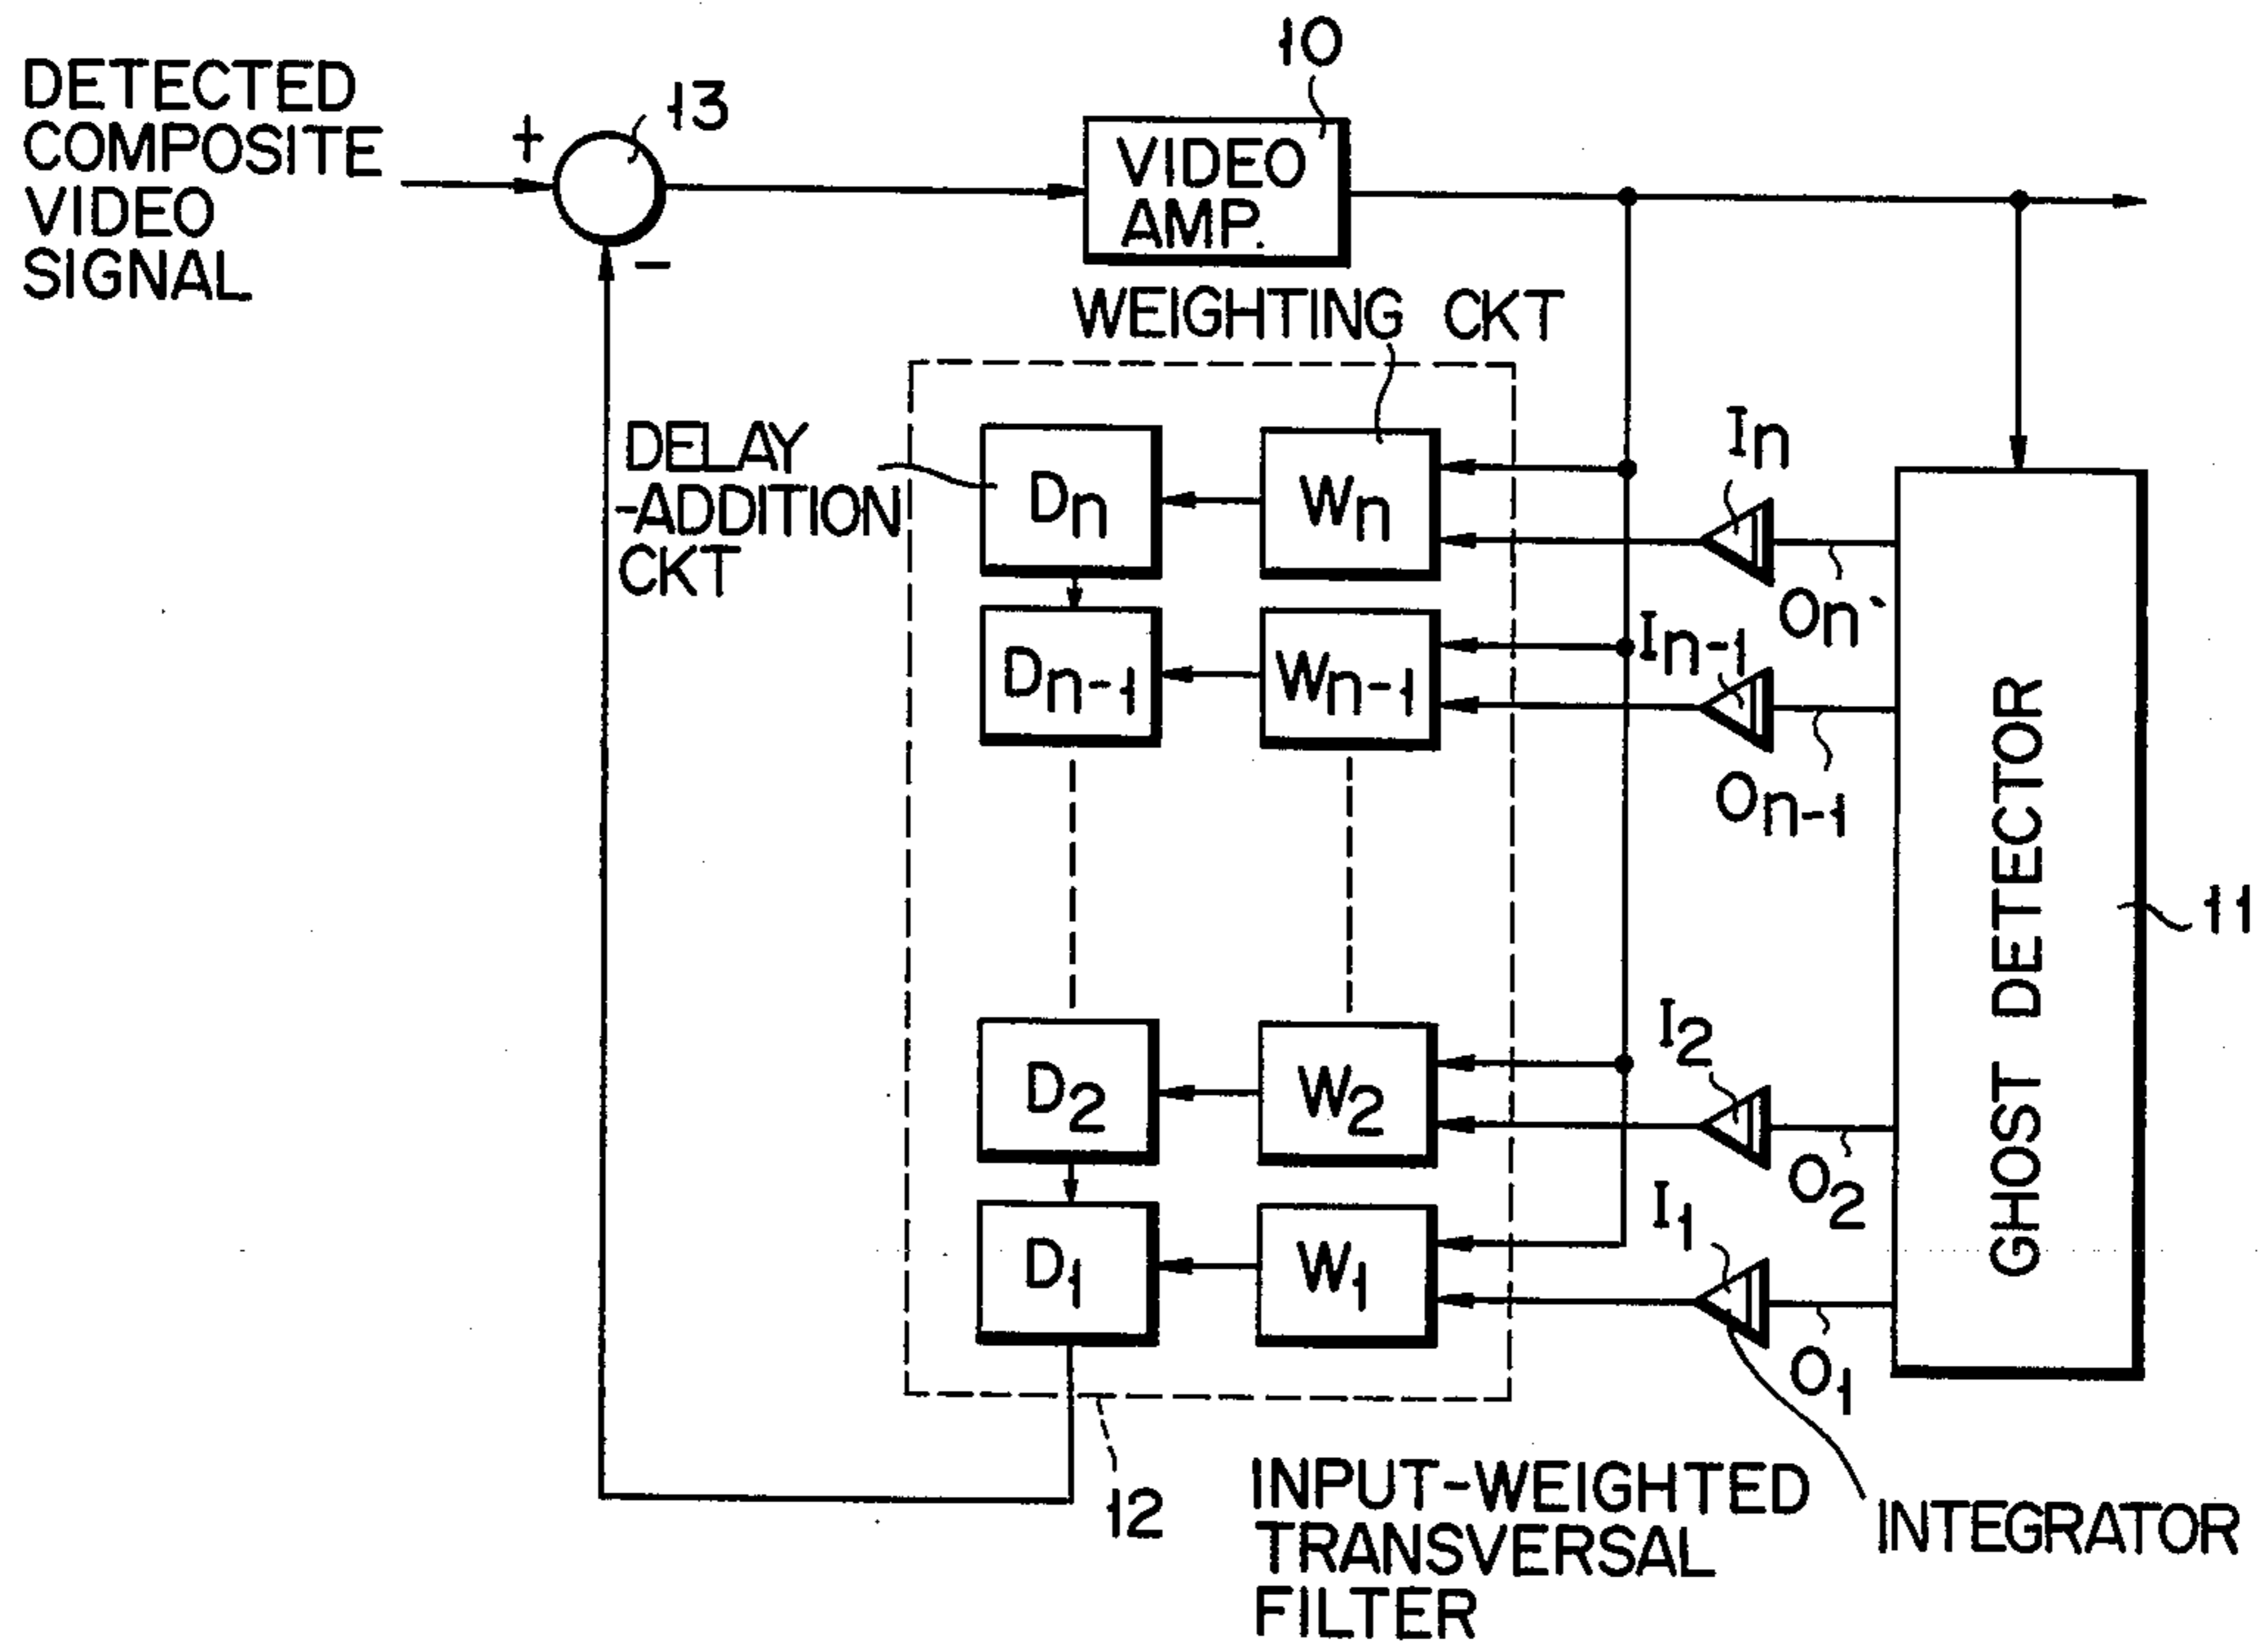 10
DETECTED
COMPOSITE
VIDEO
SIGNAL
+
13
−
VIDEO
AMP.
WEIGHTING CKT
DELAY
-ADDITION
CKT
Dn
Wn
In
On
Dn-1
Wn-1
In-1
On-1
GHOST DETECTOR
11
D2
W2
I2
O2
D1
W1
I1
O1
12
INPUT-WEIGHTED
TRANSVERSAL
FILTER
INTEGRATOR